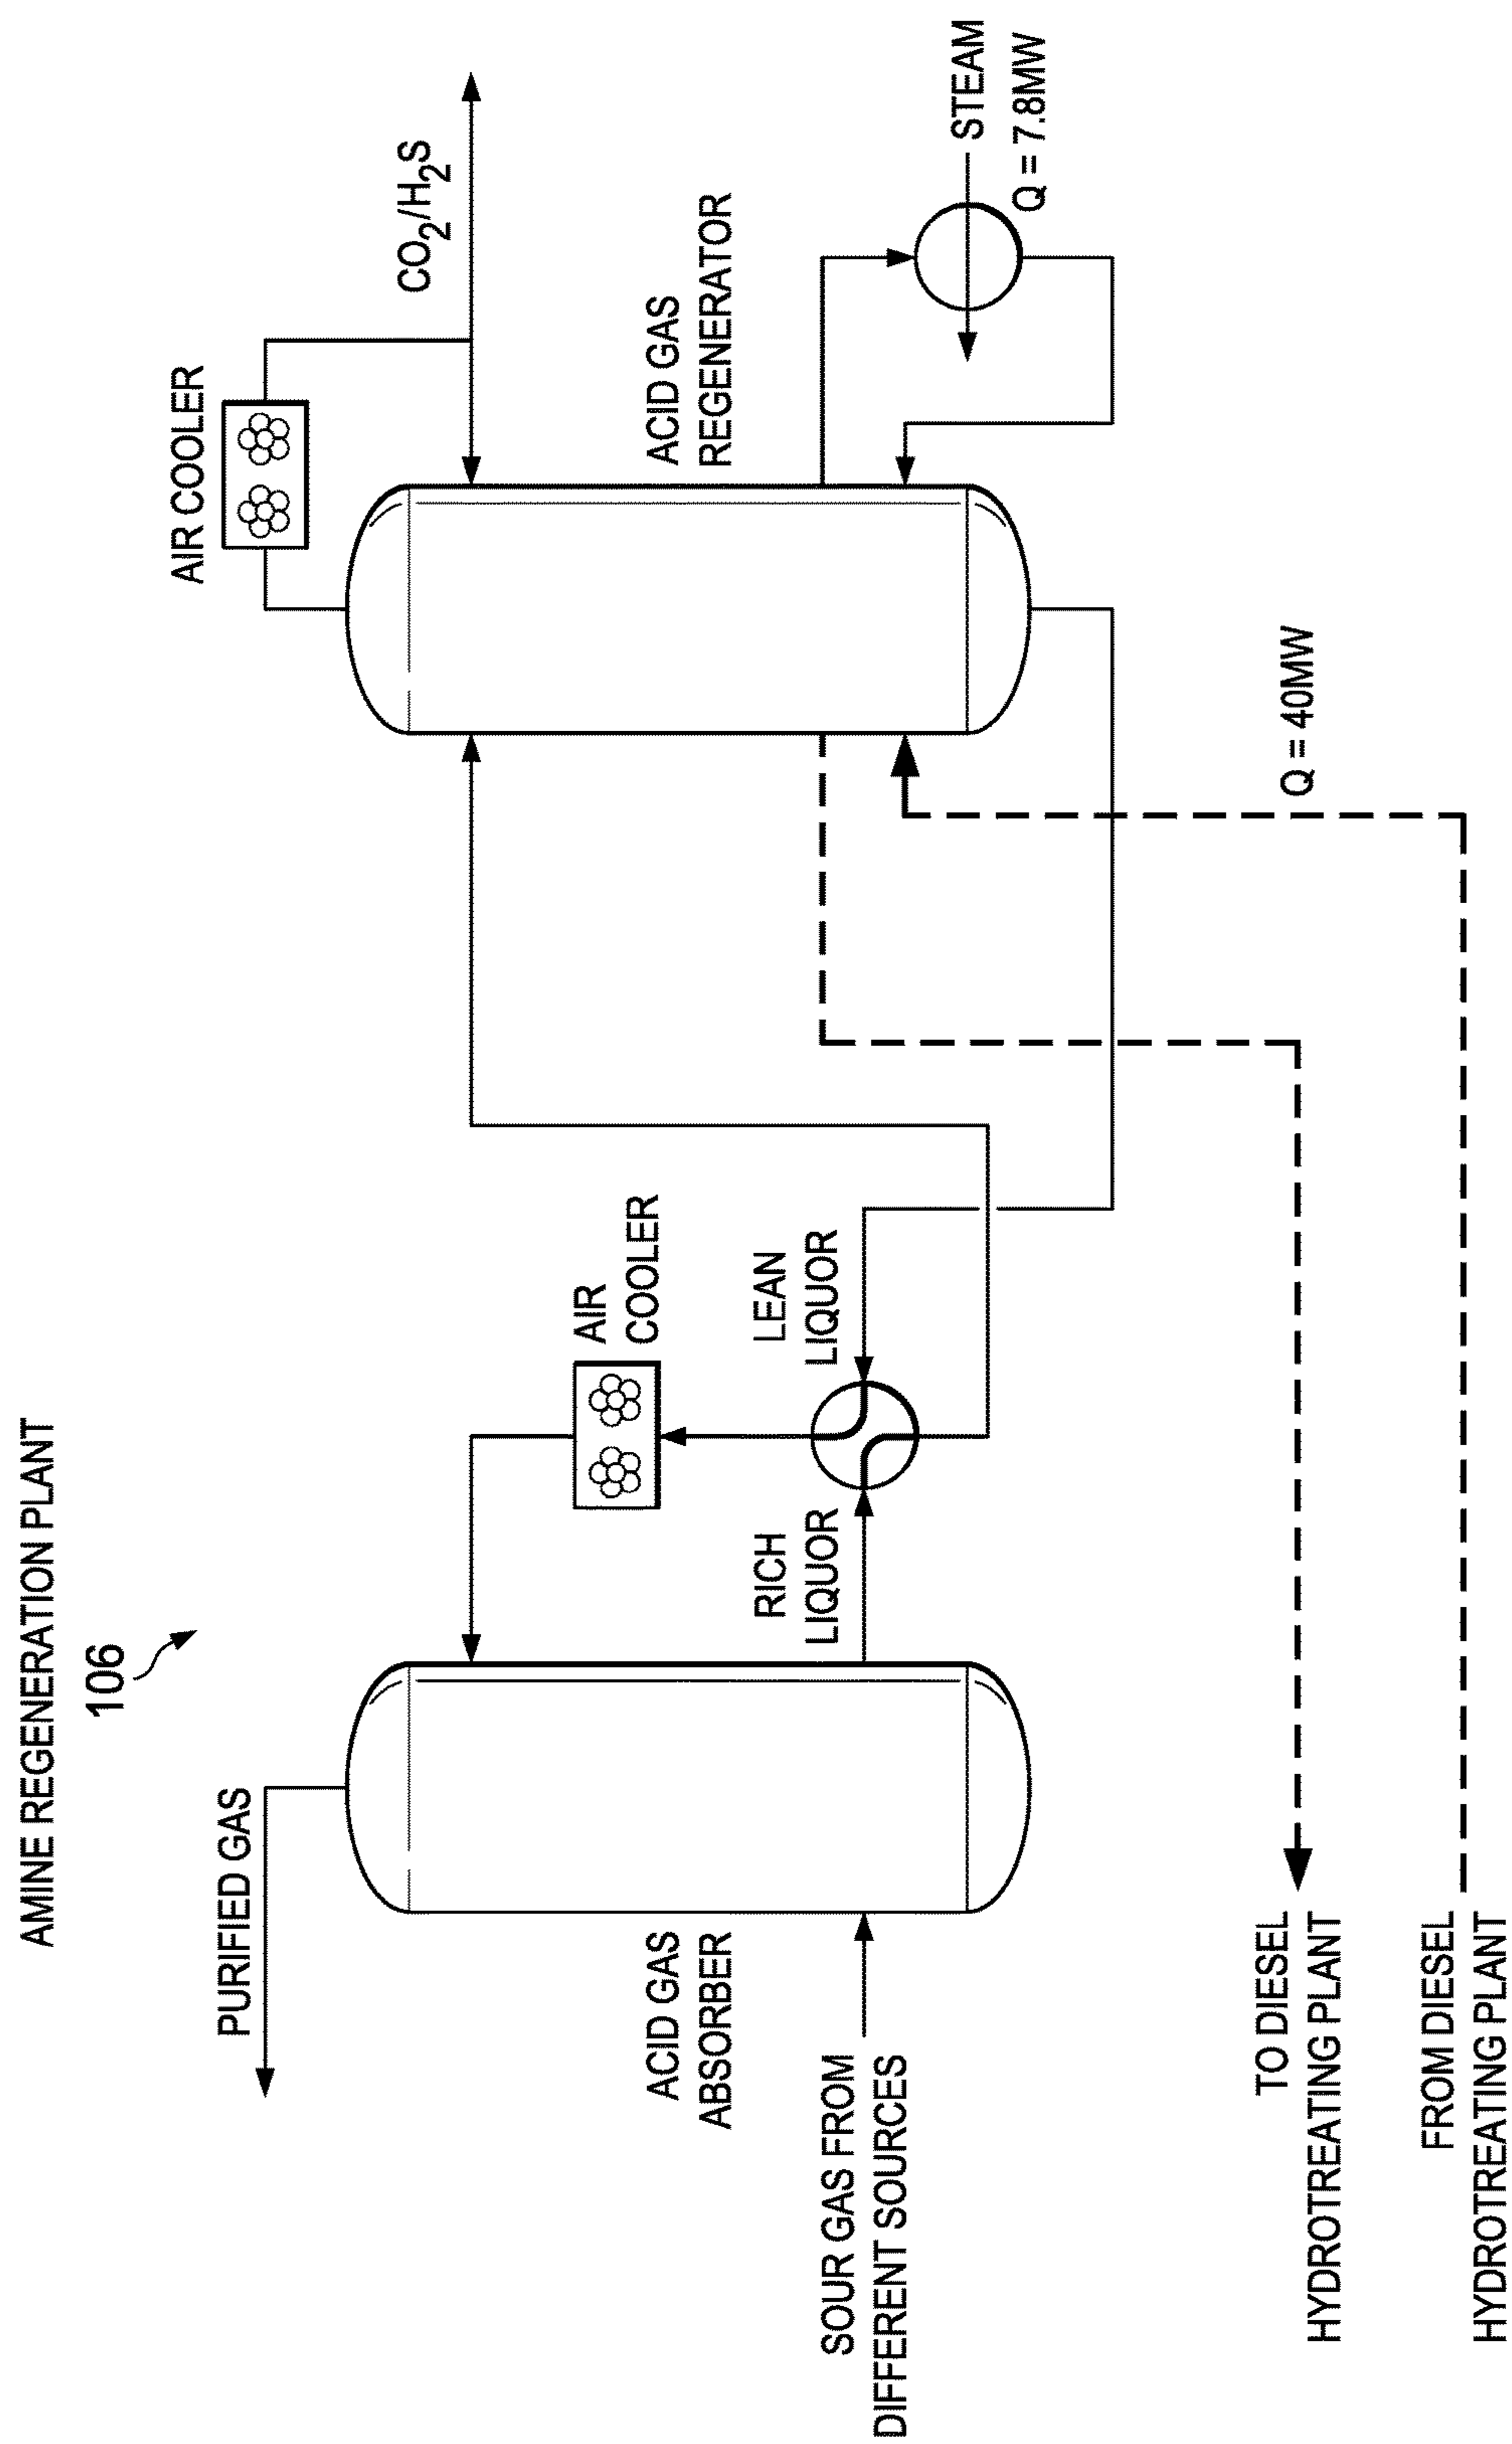 AMINE REGENERATION PLANT
106
PURIFIED GAS
AIR COOLER
CO2/H2S
AIR
COOLER
ACID GAS
ABSORBER
ACID GAS
REGENERATOR
RICH
LIQUOR
LEAN
LIQUOR
SOUR GAS FROM
DIFFERENT SOURCES
STEAM
Q = 7.8MW
TO DIESEL
HYDROTREATING PLANT
Q = 40MW
FROM DIESEL
HYDROTREATING PLANT